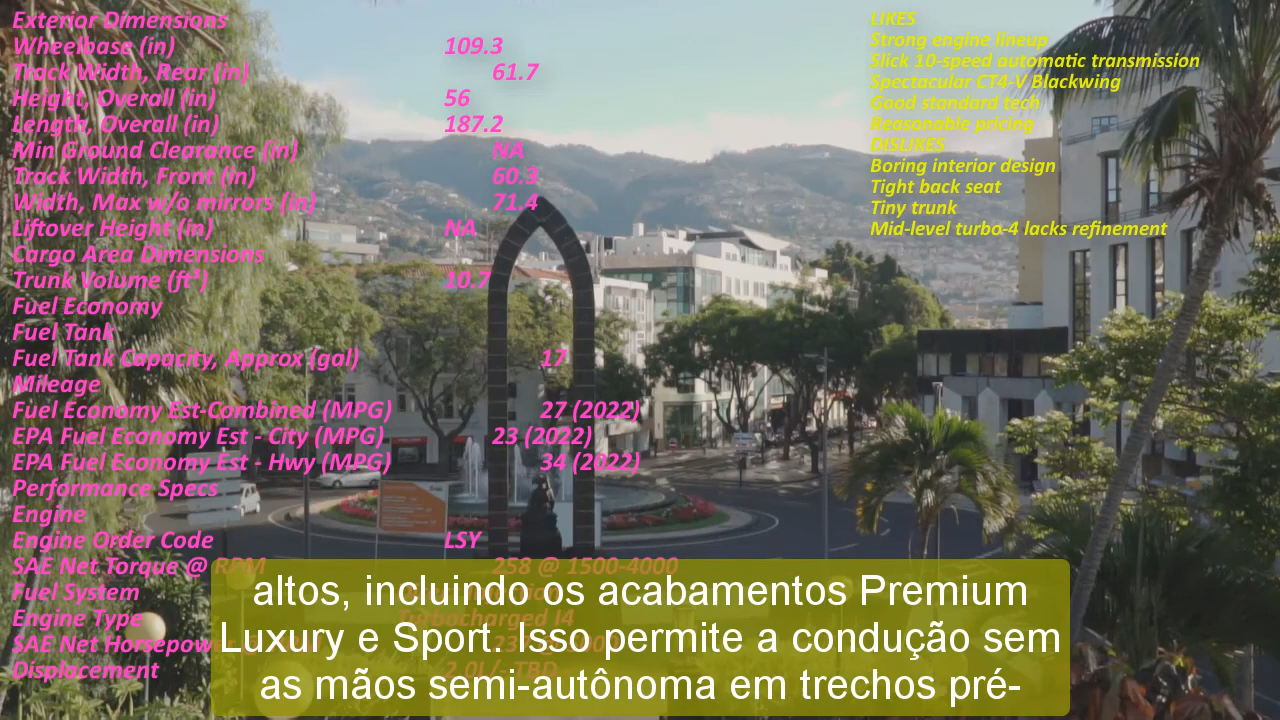 Exterior Dimensions
Wheelbase (in) 109.3
Track Width, Rear (in) 61.7
Height, Overall (in) 56
Length, Overall (in) 187.2
Min Ground Clearance (in) NA
Track Width, Front (in) 60.3
Width, Max w/o mirrors (in) 71.4
Liftover Height (in) NA
Cargo Area Dimensions
Trunk Volume (ft³) 10.7
Fuel Economy
Fuel Tank
Fuel Tank Capacity, Approx (gal) 17
Mileage
Fuel Economy Est-Combined (MPG) 27 (2022)
EPA Fuel Economy Est - City (MPG) 23 (2022)
EPA Fuel Economy Est - Hwy (MPG) 34 (2022)
Performance Specs
Engine
Engine Order Code LSY
SAE Net Torque @ RPM 258 @ 1500-4000
Fuel System
Engine Type Turbocharged I4
SAE Net Horsepower
Displacement 2.0L/- TBD
LIKES
Strong engine lineup
Slick 10-speed automatic transmission
Spectacular CT4-V Blackwing
Good standard tech
Reasonable pricing
DISLIKES
Boring interior design
Tight back seat
Tiny trunk
Mid-level turbo-4 lacks refinement
altos, incluindo os acabamentos Premium
Luxury e Sport. Isso permite a condução sem
as mãos semi-autônoma em trechos pré-